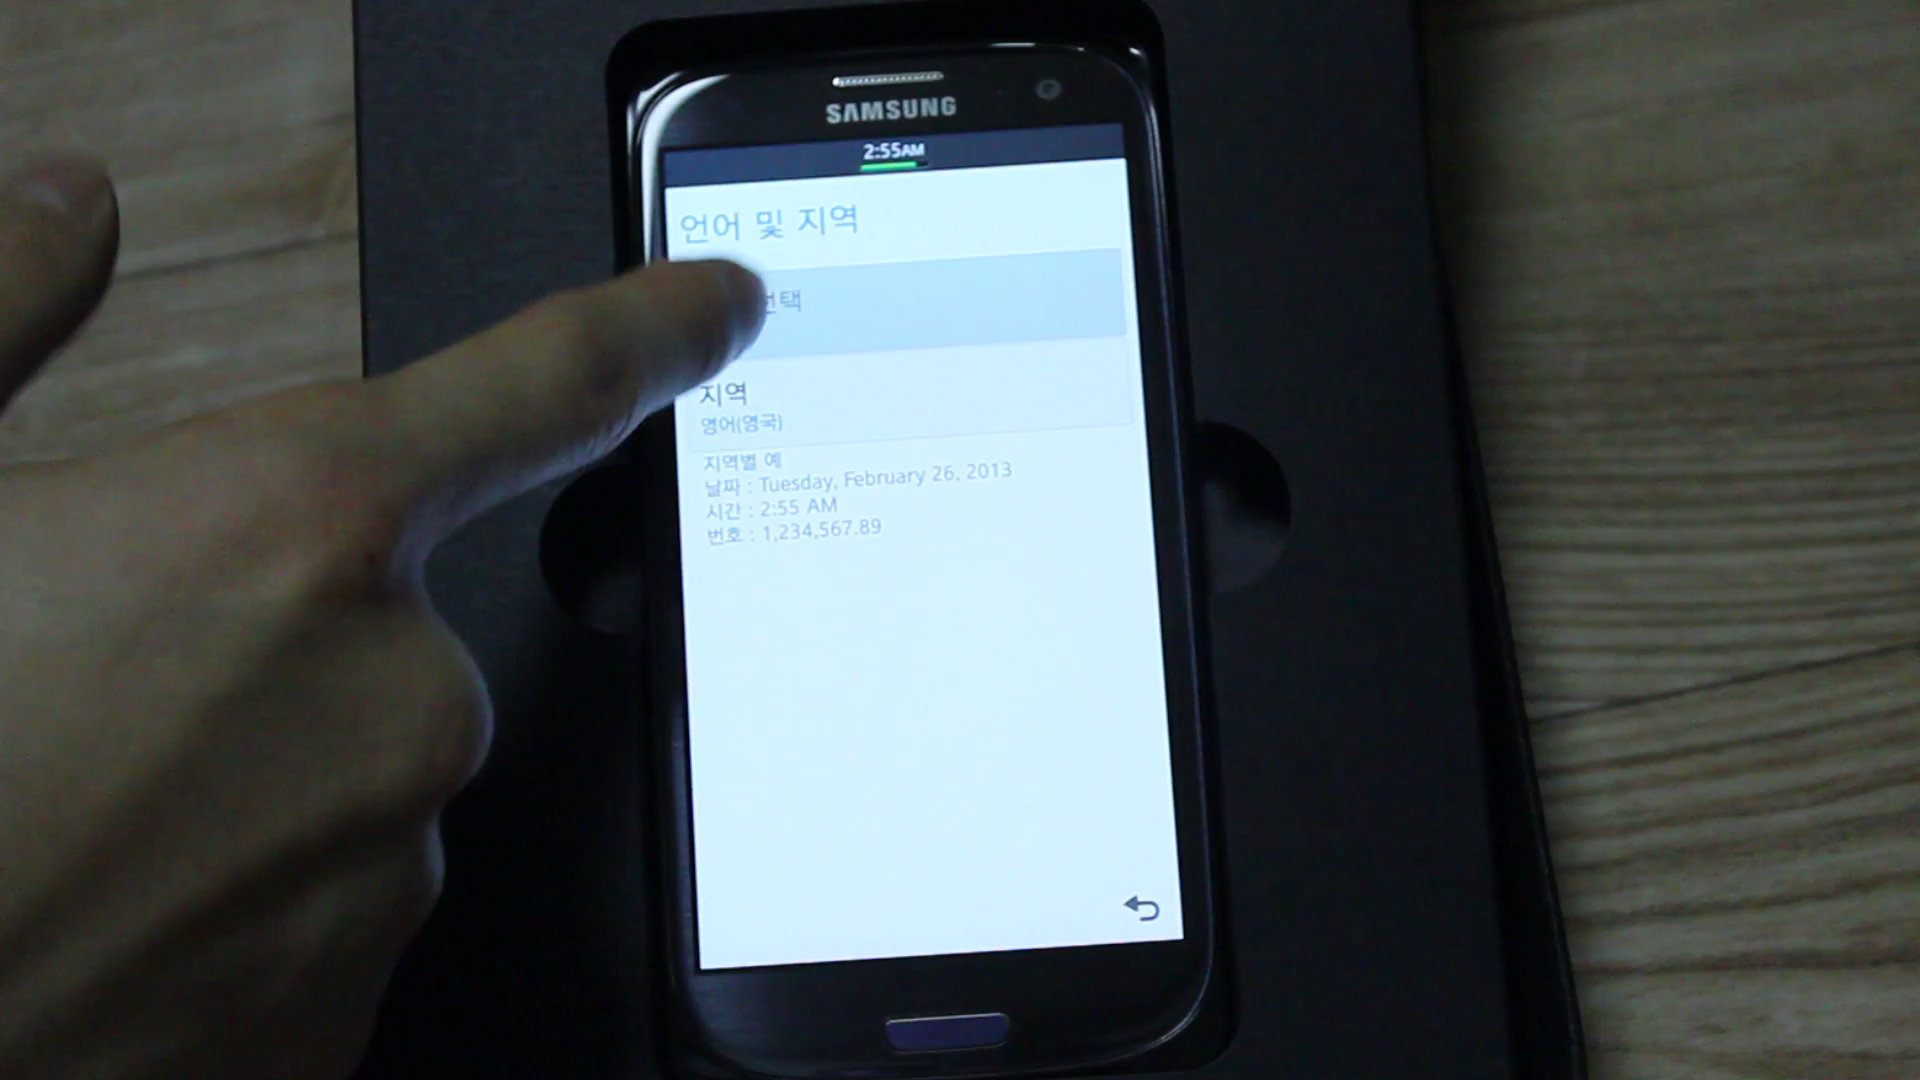 SAMSUNG
2:55AM
언어 및 지역
선택
지역
영어(영국)
지역별 예
날짜 : Tuesday, February 26, 2013
시간 : 2:55 AM
번호 : 1,234,567.89